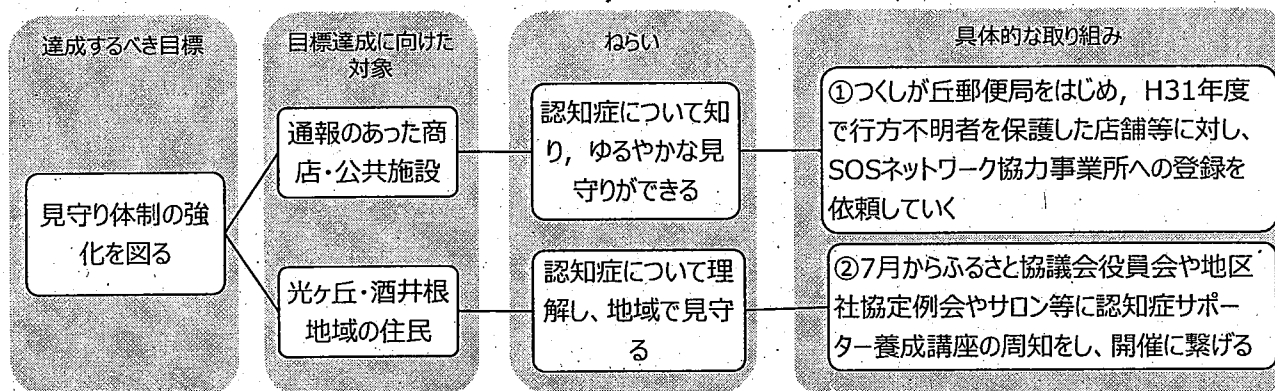 達成するべき目標
見守り体制の強
化を図る
目標達成に向けた
対象
通報のあった商
店・公共施設
光ヶ丘・酒井根
地域の住民
ねらい
認知症について知
り，ゆるやかな見
守りができる
認知症について理
解し、地域で見守
る
具体的な取り組み
①つくしが丘郵便局をはじめ，H31年度
で行方不明者を保護した店舗等に対し、
SOSネットワーク協力事業所への登録を
依頼していく
②7月からふるさと協議会役員会や地区
社協定例会やサロン等に認知症サポー
ター養成講座の周知をし、開催に繋げる